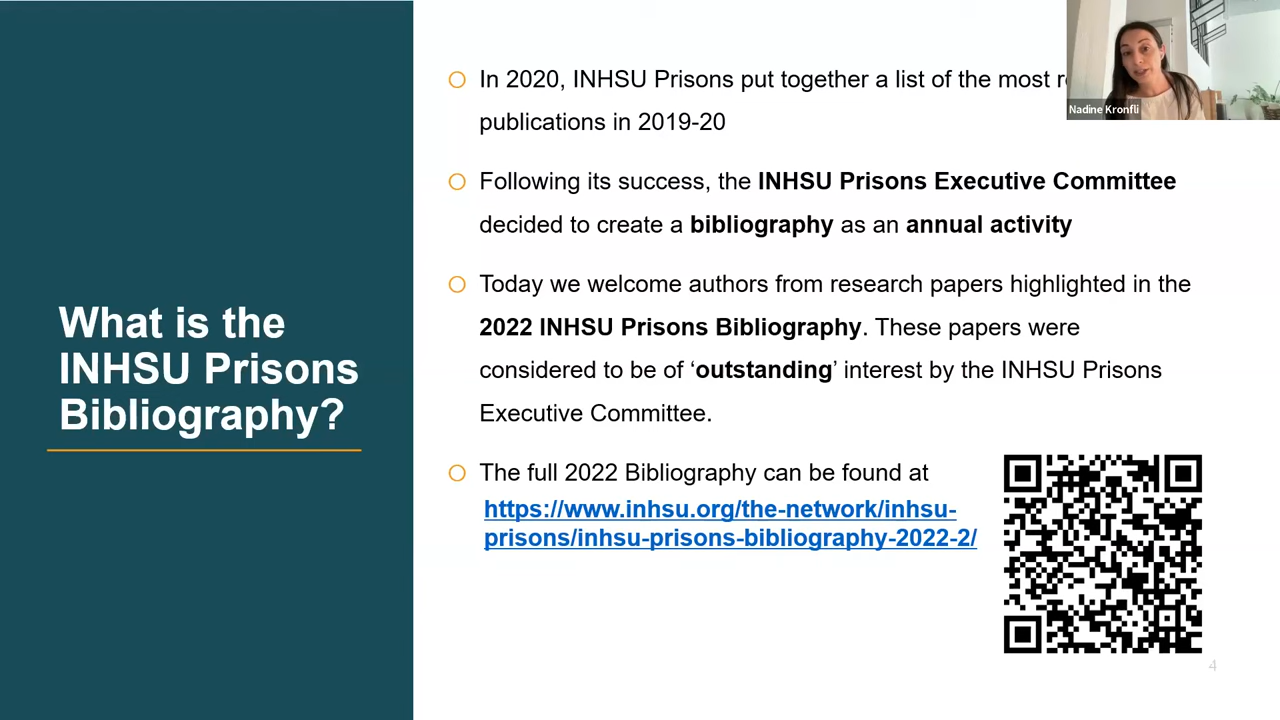 What is the
INHSU Prisons
Bibliography?
In 2020, INHSU Prisons put together a list of the most
publications in 2019-20
Following its success, the INHSU Prisons Executive Committee
decided to create a bibliography as an annual activity
Today we welcome authors from research papers highlighted in the
2022 INHSU Prisons Bibliography. These papers were
considered to be of ‘outstanding’ interest by the INHSU Prisons
Executive Committee.
The full 2022 Bibliography can be found at
https://www.inhsu.org/the-network/inhsu-
prisons/inhsu-prisons-bibliography-2022-2/
Nadine Kronfli
4